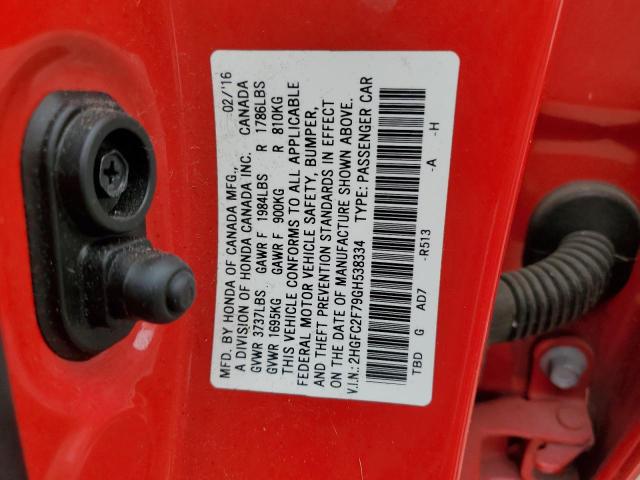 MFD. BY HONDA OF CANADA MFG., 02/'16
A DIVISION OF HONDA CANADA INC. CANADA
GVWR 3737LBS GAWR F 1984LBS R 1786LBS
GVWR 1695KG GAWR F 900KG R 810KG
THIS VEHICLE CONFORMS TO ALL APPLICABLE
FEDERAL MOTOR VEHICLE SAFETY, BUMPER,
AND THEFT PREVENTION STANDARDS IN EFFECT
ON THE DATE OF MANUFACTURE SHOWN ABOVE.
V.I.N.: 2HGFC2F79GH538334 TYPE: PASSENGER CAR
TBD G AD7 -R513 -A -H